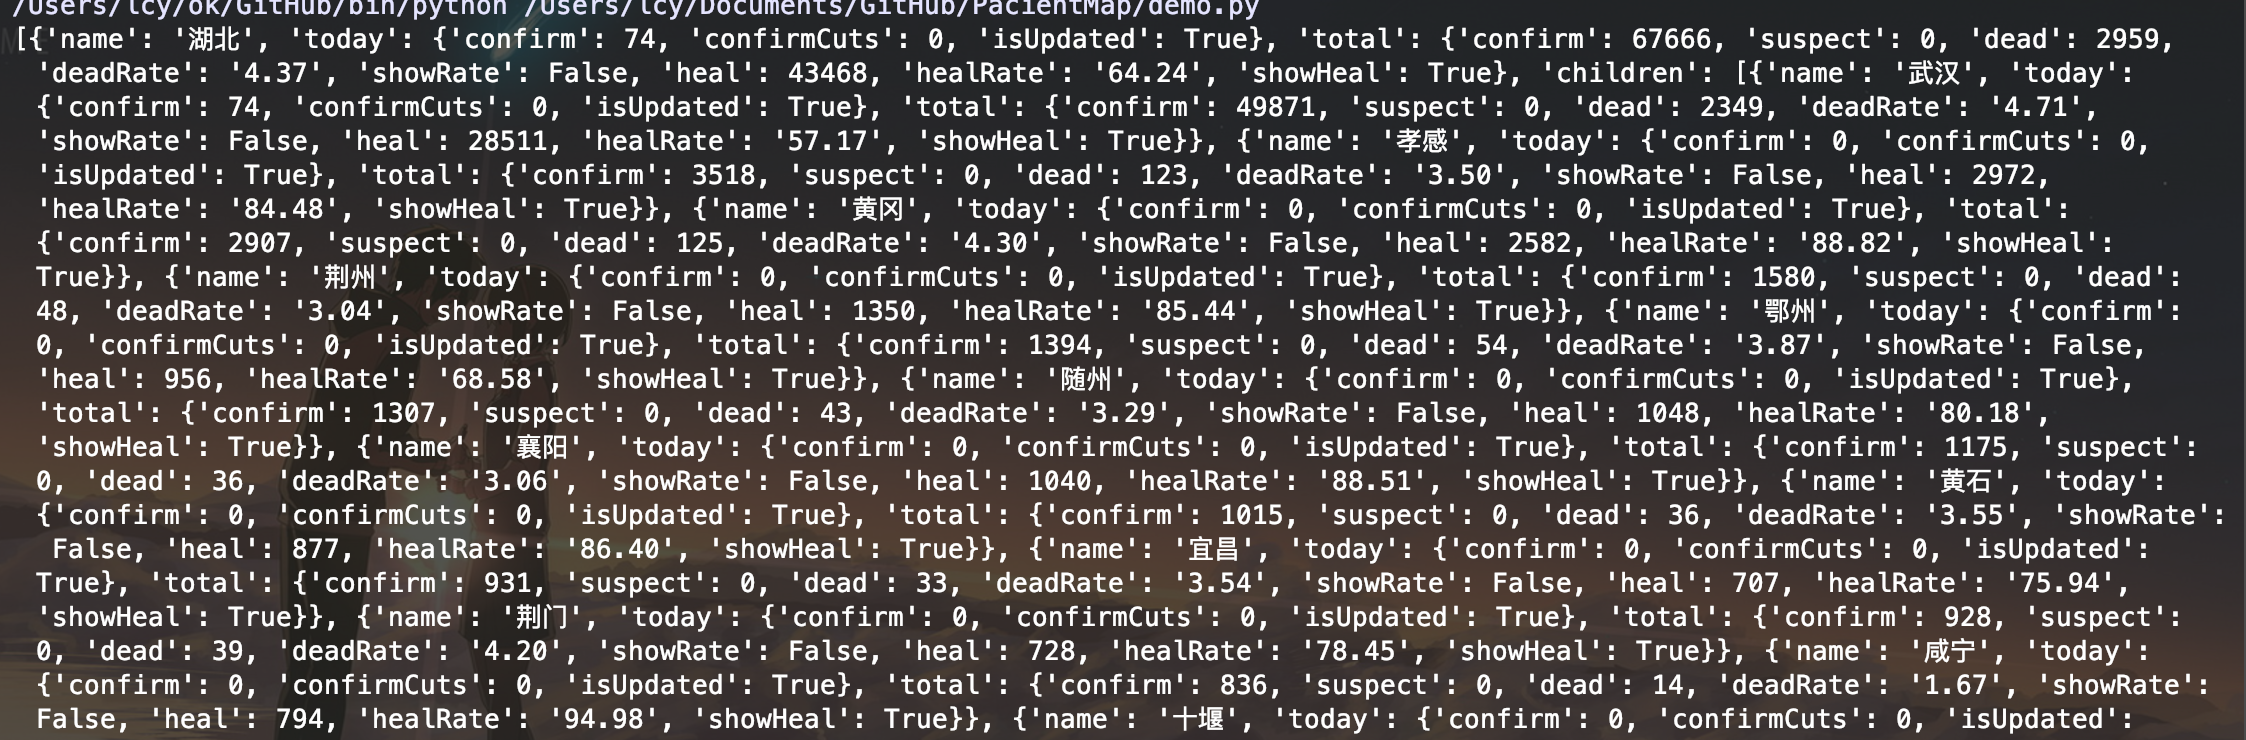 /Users/lcy/ok/GitHub/bin/python /Users/lcy/Documents/GitHub/PacientMap/demo.py
[{'name': '湖北', 'today': {'confirm': 74, 'confirmCuts': 0, 'isUpdated': True}, 'total': {'confirm': 67666, 'suspect': 0, 'dead': 2959,
'deadRate': '4.37', 'showRate': False, 'heal': 43468, 'healRate': '64.24', 'showHeal': True}, 'children': [{'name': '武汉', 'today':
{'confirm': 74, 'confirmCuts': 0, 'isUpdated': True}, 'total': {'confirm': 49871, 'suspect': 0, 'dead': 2349, 'deadRate': '4.71',
'showRate': False, 'heal': 28511, 'healRate': '57.17', 'showHeal': True}}, {'name': '孝感', 'today': {'confirm': 0, 'confirmCuts': 0,
'isUpdated': True}, 'total': {'confirm': 3518, 'suspect': 0, 'dead': 123, 'deadRate': '3.50', 'showRate': False, 'heal': 2972,
'healRate': '84.48', 'showHeal': True}}, {'name': '黄冈', 'today': {'confirm': 0, 'confirmCuts': 0, 'isUpdated': True}, 'total':
{'confirm': 2907, 'suspect': 0, 'dead': 125, 'deadRate': '4.30', 'showRate': False, 'heal': 2582, 'healRate': '88.82', 'showHeal':
True}}, {'name': '荆州', 'today': {'confirm': 0, 'confirmCuts': 0, 'isUpdated': True}, 'total': {'confirm': 1580, 'suspect': 0, 'dead':
48, 'deadRate': '3.04', 'showRate': False, 'heal': 1350, 'healRate': '85.44', 'showHeal': True}}, {'name': '鄂州', 'today': {'confirm':
0, 'confirmCuts': 0, 'isUpdated': True}, 'total': {'confirm': 1394, 'suspect': 0, 'dead': 54, 'deadRate': '3.87', 'showRate': False,
'heal': 956, 'healRate': '68.58', 'showHeal': True}}, {'name': '随州', 'today': {'confirm': 0, 'confirmCuts': 0, 'isUpdated': True},
'total': {'confirm': 1307, 'suspect': 0, 'dead': 43, 'deadRate': '3.29', 'showRate': False, 'heal': 1048, 'healRate': '80.18',
'showHeal': True}}, {'name': '襄阳', 'today': {'confirm': 0, 'confirmCuts': 0, 'isUpdated': True}, 'total': {'confirm': 1175, 'suspect':
0, 'dead': 36, 'deadRate': '3.06', 'showRate': False, 'heal': 1040, 'healRate': '88.51', 'showHeal': True}}, {'name': '黄石', 'today':
{'confirm': 0, 'confirmCuts': 0, 'isUpdated': True}, 'total': {'confirm': 1015, 'suspect': 0, 'dead': 36, 'deadRate': '3.55', 'showRate':
False, 'heal': 877, 'healRate': '86.40', 'showHeal': True}}, {'name': '宜昌', 'today': {'confirm': 0, 'confirmCuts': 0, 'isUpdated':
True}, 'total': {'confirm': 931, 'suspect': 0, 'dead': 33, 'deadRate': '3.54', 'showRate': False, 'heal': 707, 'healRate': '75.94',
'showHeal': True}}, {'name': '荆门', 'today': {'confirm': 0, 'confirmCuts': 0, 'isUpdated': True}, 'total': {'confirm': 928, 'suspect':
0, 'dead': 39, 'deadRate': '4.20', 'showRate': False, 'heal': 728, 'healRate': '78.45', 'showHeal': True}}, {'name': '咸宁', 'today':
{'confirm': 0, 'confirmCuts': 0, 'isUpdated': True}, 'total': {'confirm': 836, 'suspect': 0, 'dead': 14, 'deadRate': '1.67', 'showRate':
False, 'heal': 794, 'healRate': '94.98', 'showHeal': True}}, {'name': '十堰', 'today': {'confirm': 0, 'confirmCuts': 0, 'isUpdated':